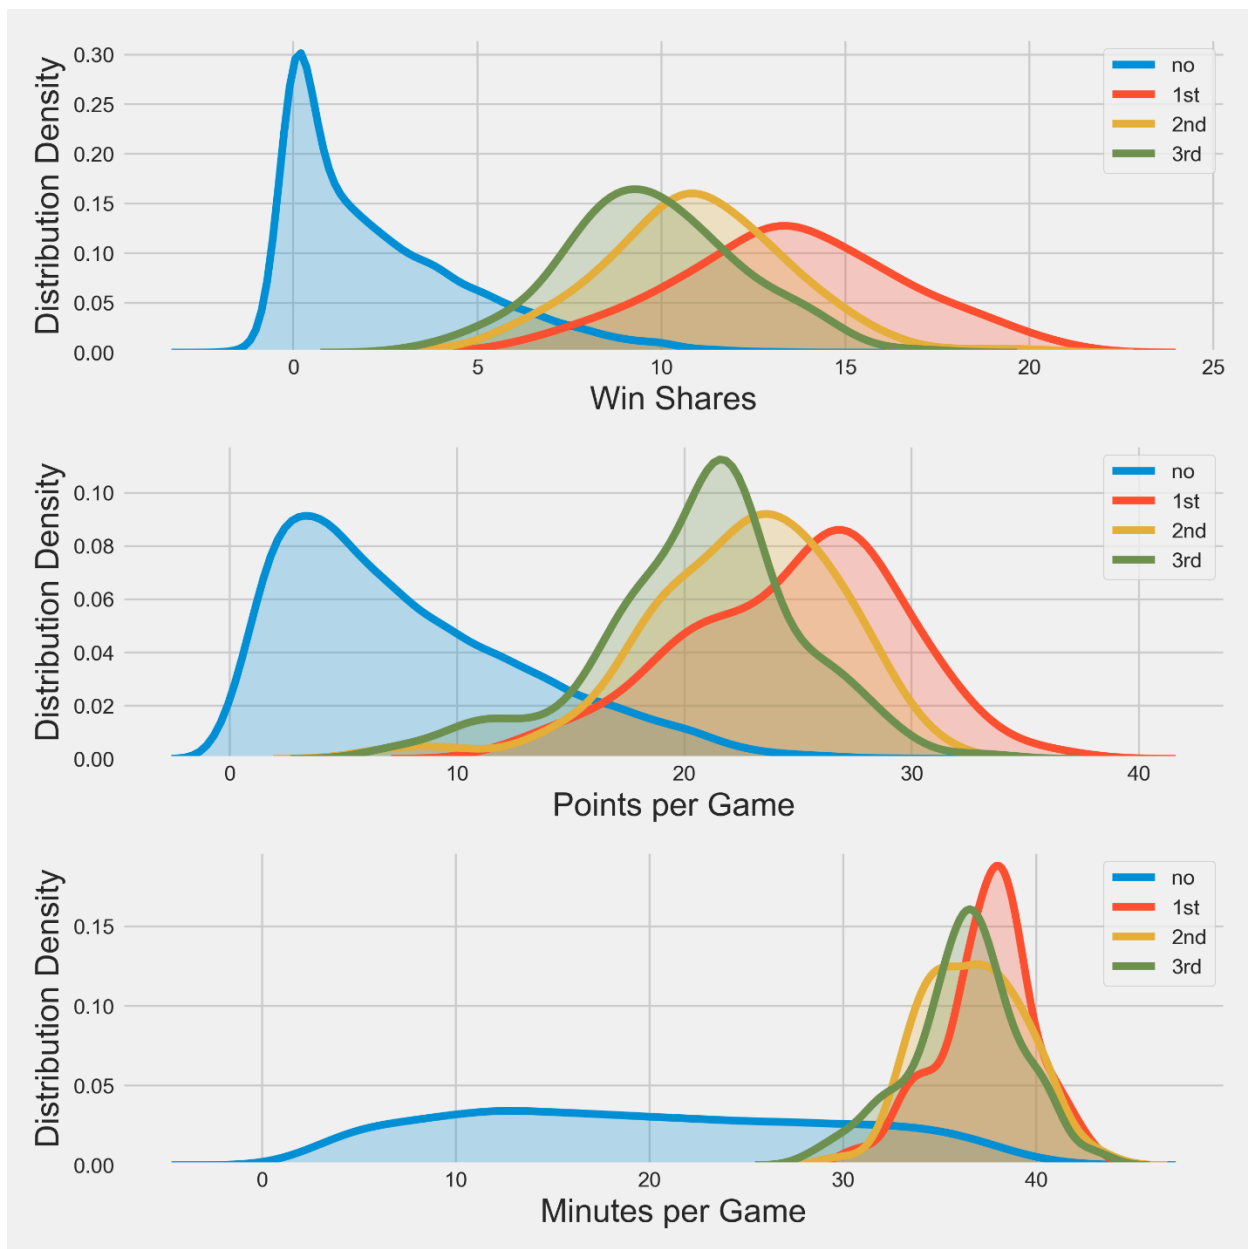 0.30
0.25
0.20
0.15
0.10
0.05
0.00
Distribution Density
no
1st
2nd
3rd
0 5 10 15 20 25
Win Shares
0.10
0.08
0.06
0.04
0.02
0.00
Distribution Density
no
1st
2nd
3rd
0 10 20 30 40
Points per Game
0.15
0.10
0.05
0.00
Distribution Density
no
1st
2nd
3rd
0 10 20 30 40
Minutes per Game